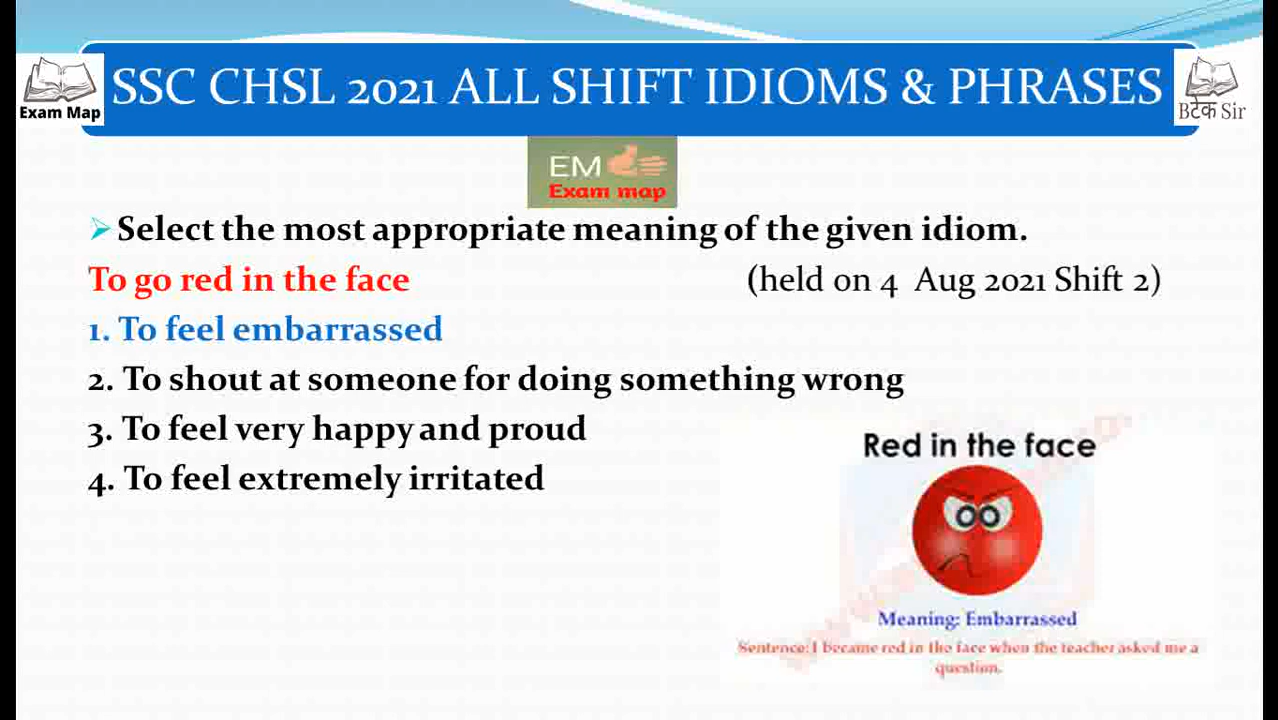 SSC CHSL 2021 ALL SHIFT IDIOMS & PHRASES
Exam Map
Bटेक Sir
EM
Exam map
Select the most appropriate meaning of the given idiom.
To go red in the face (held on 4 Aug 2021 Shift 2)
1. To feel embarrassed
2. To shout at someone for doing something wrong
3. To feel very happy and proud
4. To feel extremely irritated
Red in the face
Meaning: Embarrassed
Sentence: I became red in the face when the teacher asked me a
question.